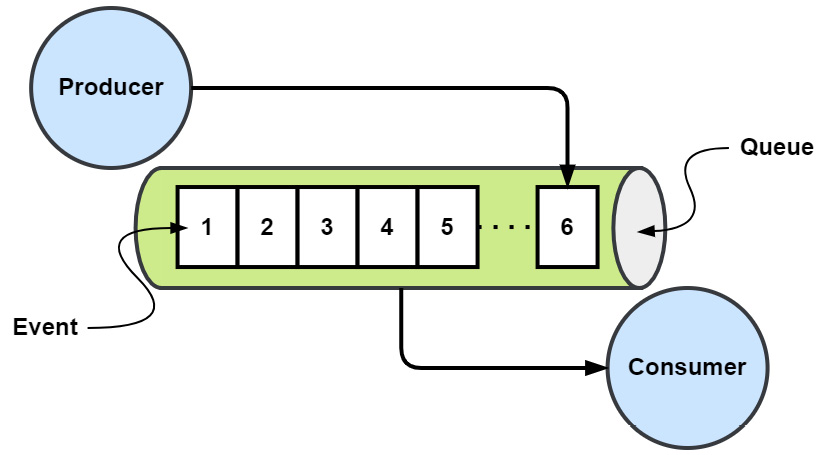 Producer
Queue
1 2 3 4 5 .... 6
Event
Consumer